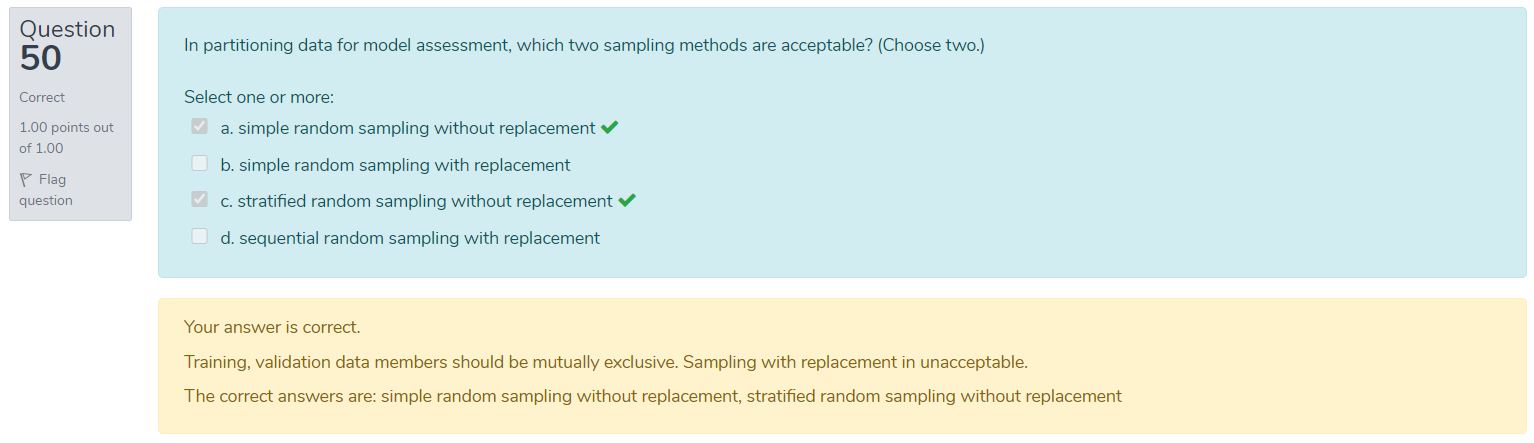 Question
50
Correct
1.00 points out
of 1.00
Flag
question
In partitioning data for model assessment, which two sampling methods are acceptable? (Choose two.)
Select one or more:
a. simple random sampling without replacement
b. simple random sampling with replacement
c. stratified random sampling without replacement
d. sequential random sampling with replacement
Your answer is correct.
Training, validation data members should be mutually exclusive. Sampling with replacement in unacceptable.
The correct answers are: simple random sampling without replacement, stratified random sampling without replacement